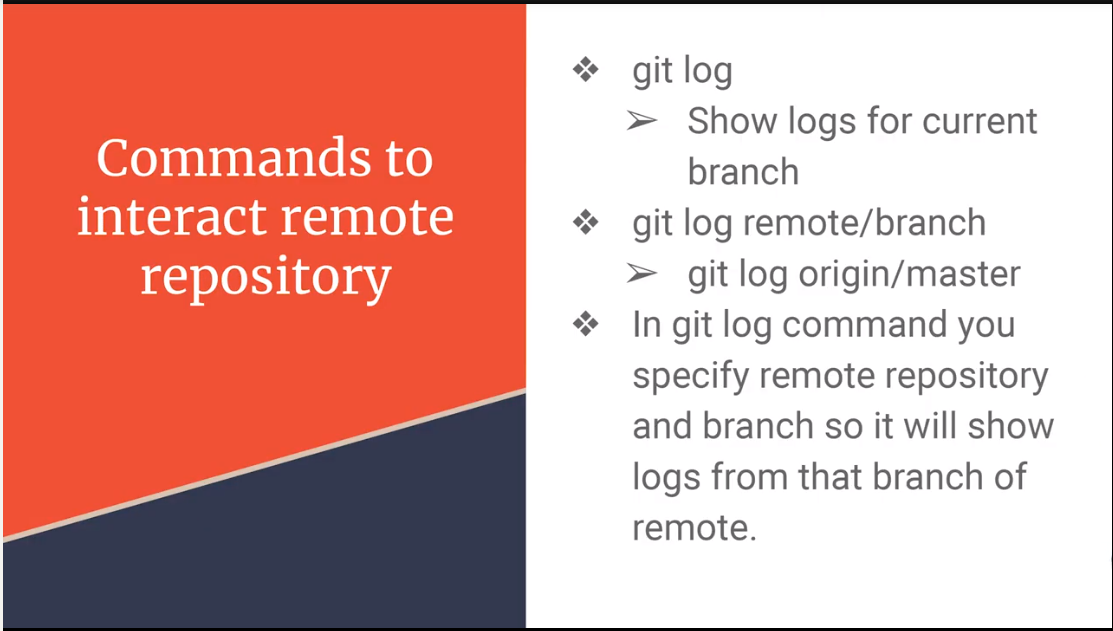 Commands to
interact remote
repository
❖ git log
➢ Show logs for current
branch
❖ git log remote/branch
➢ git log origin/master
❖ In git log command you
specify remote repository
and branch so it will show
logs from that branch of
remote.